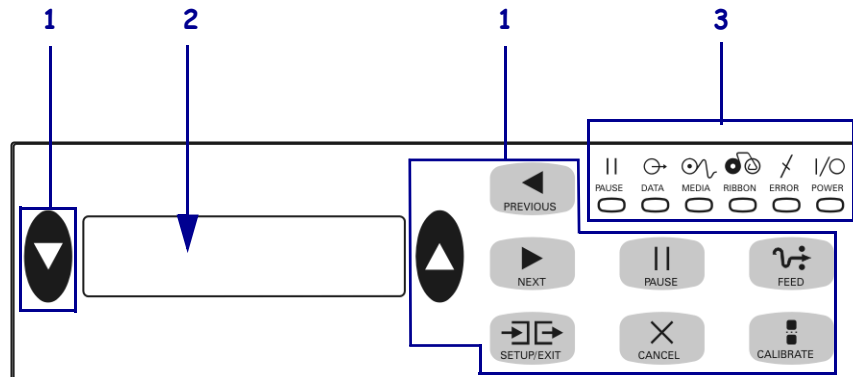 1 2 1 3
PAUSE DATA MEDIA RIBBON ERROR POWER
PREVIOUS
NEXT PAUSE FEED
SETUP/EXIT CANCEL CALIBRATE